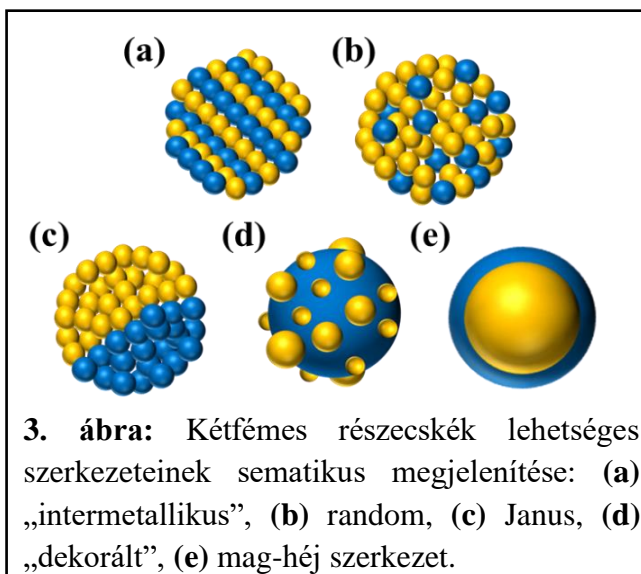 (a)
(b)
(c)
(d)
(e)
3. ábra: Kétfémes részecskék lehetséges
szerkezeteinek sematikus megjelenítése: (a)
„intermetallikus”, (b) random, (c) Janus, (d)
„dekorált”, (e) mag-héj szerkezet.